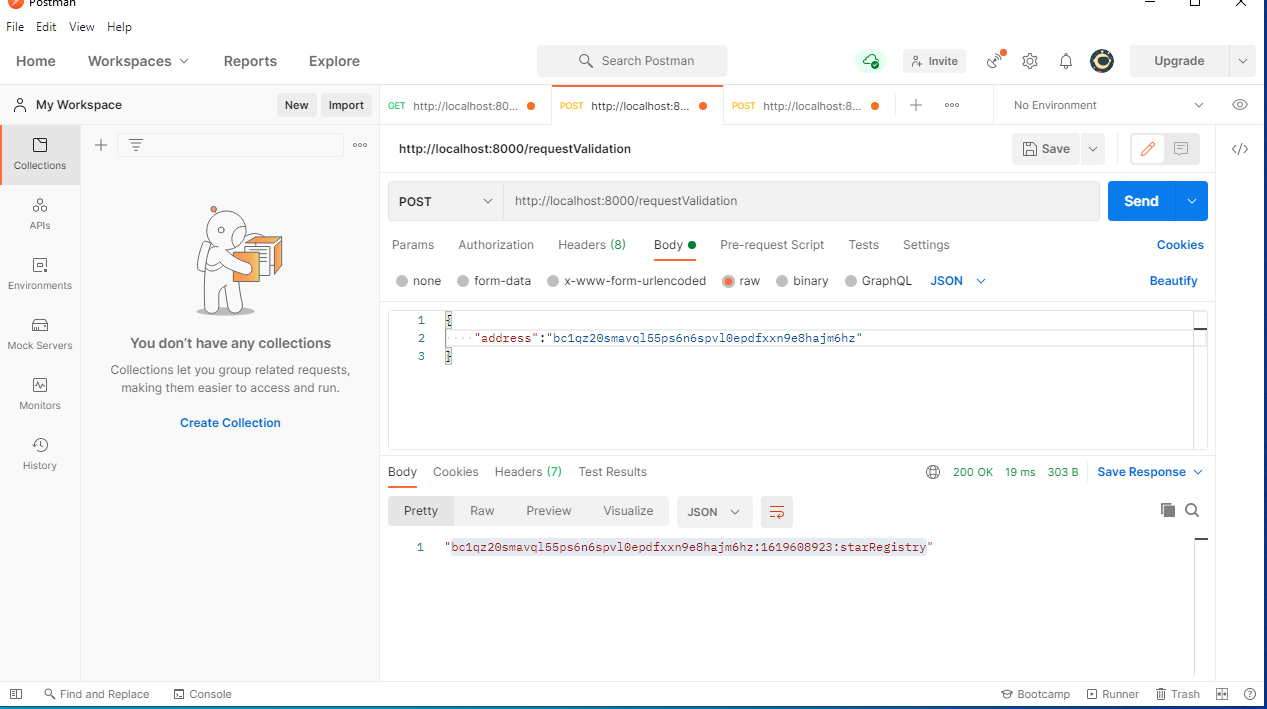 Postman
File Edit View Help
Home Workspaces Reports Explore Search Postman Invite Upgrade
My Workspace New Import GET http://localhost:80... POST http://localhost:8... POST http://localhost:8... No Environment
http://localhost:8000/requestValidation Save
POST http://localhost:8000/requestValidation Send
Params Authorization Headers (8) Body Pre-request Script Tests Settings Cookies
none form-data x-www-form-urlencoded raw binary GraphQL JSON Beautify
1 {
2 "address":"bc1qz20smavql55ps6n6spvl0epdfxxn9e8hajm6hz"
3 }
Collections
APIs
Environments
Mock Servers
Monitors
History
You don't have any collections
Collections let you group related requests,
making them easier to access and run.
Create Collection
Body Cookies Headers (7) Test Results 200 OK 19 ms 303 B Save Response
Pretty Raw Preview Visualize JSON
1 "bc1qz20smavql55ps6n6spvl0epdfxxn9e8hajm6hz:1619608923:starRegistry"
Find and Replace Console Bootcamp Runner Trash